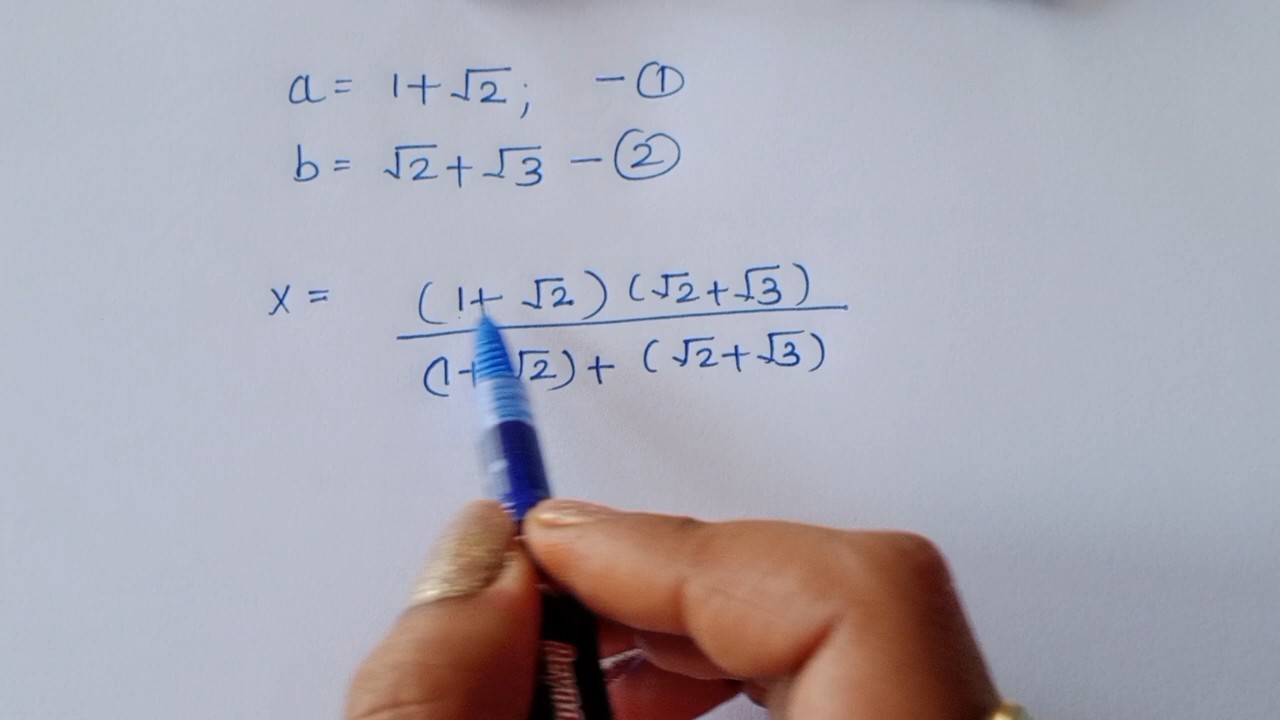 a = 1+√2; -①
b = √2+√3 -②
x = (1+√2)(√2+√3)
(1+√2)+(√2+√3)